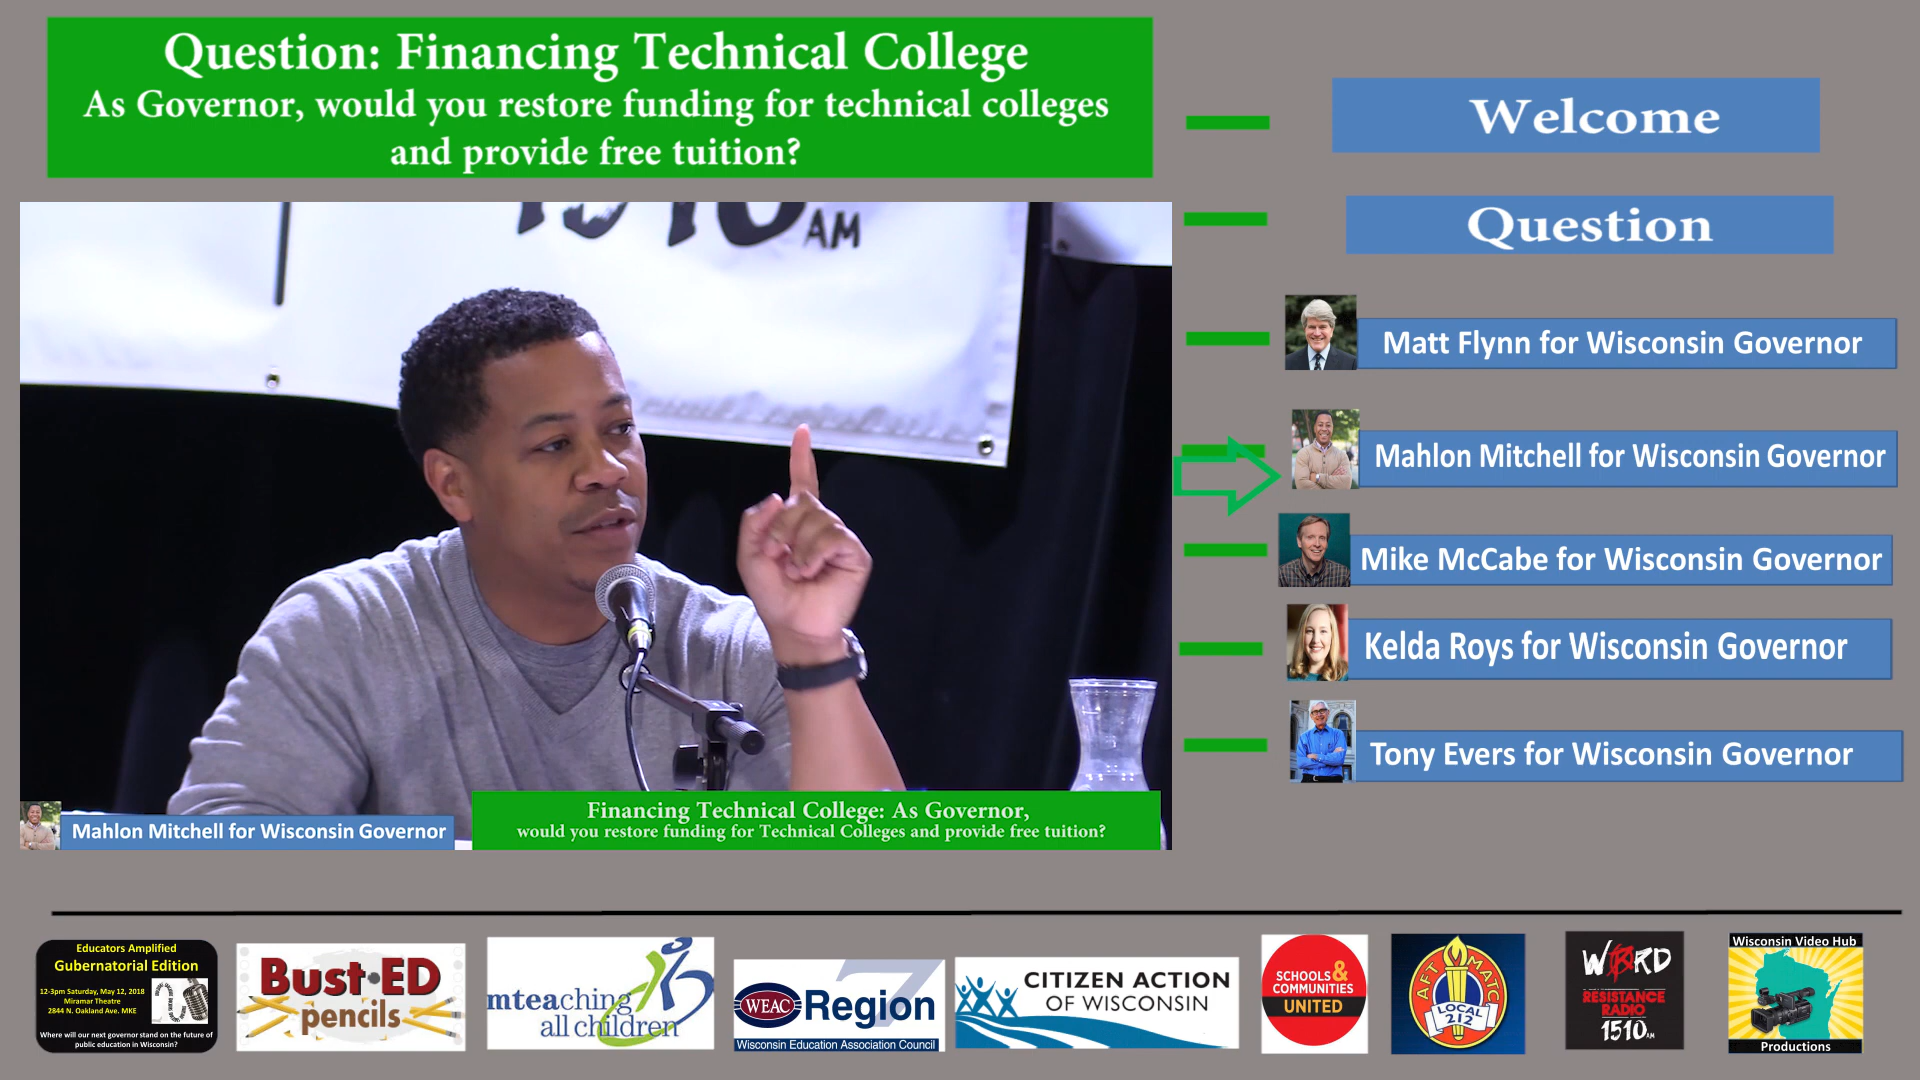 Question: Financing Technical College
As Governor, would you restore funding for technical colleges
and provide free tuition?
Welcome
Question
Matt Flynn for Wisconsin Governor
Mahlon Mitchell for Wisconsin Governor
Mike McCabe for Wisconsin Governor
Kelda Roys for Wisconsin Governor
Tony Evers for Wisconsin Governor
1510 AM
Mahlon Mitchell for Wisconsin Governor
Financing Technical College: As Governor,
would you restore funding for Technical Colleges and provide free tuition?
Educators Amplified
Gubernatorial Edition
12-3pm Saturday, May 12, 2018
Miramar Theatre
2844 N. Oakland Ave. MKE
Where will our next governor stand on the future of
public education in Wisconsin?
Bust•ED
pencils
mteaching
all children
7
WEAC Region
Wisconsin Education Association Council
CITIZEN ACTION
OF WISCONSIN
SCHOOLS &
COMMUNITIES
UNITED
AFT MATC
LOCAL
212
WRRD
RESISTANCE
RADIO
1510 AM
Wisconsin Video Hub
Productions